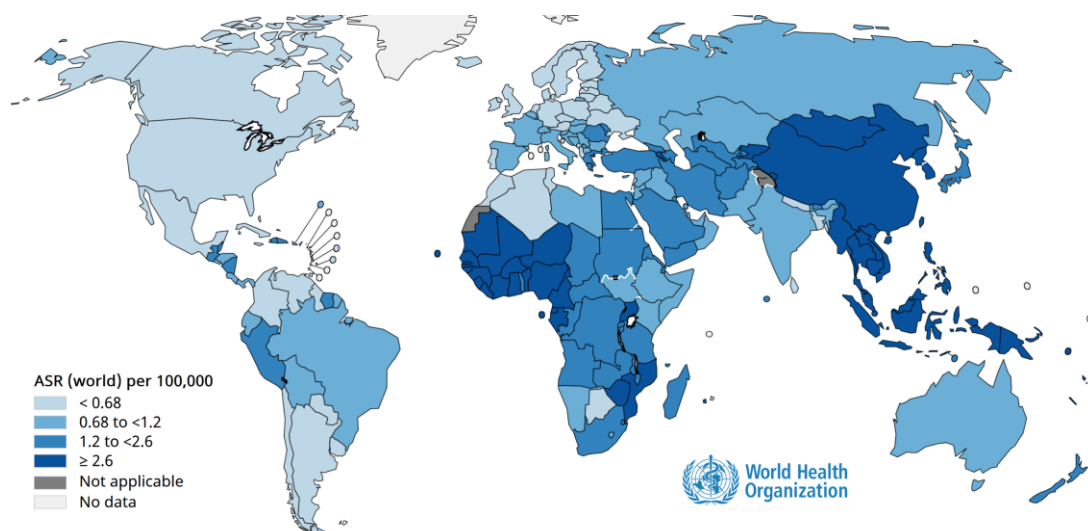 ASR (world) per 100,000
< 0.68
0.68 to <1.2
1.2 to <2.6
≥ 2.6
Not applicable
No data
World Health
Organization